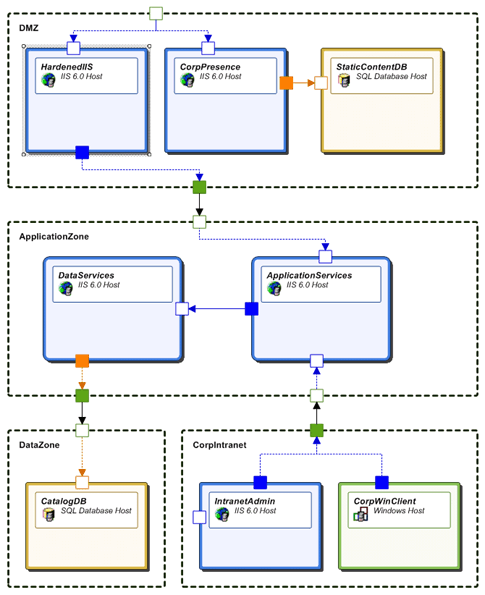 DMZ
HardenedIIS
IIS 6.0 Host
CorpPresence
IIS 6.0 Host
StaticContentDB
SQL Database Host
ApplicationZone
DataServices
IIS 6.0 Host
ApplicationServices
IIS 6.0 Host
DataZone
CatalogDB
SQL Database Host
CorpIntranet
IntranetAdmin
IIS 6.0 Host
CorpWinClient
Windows Host